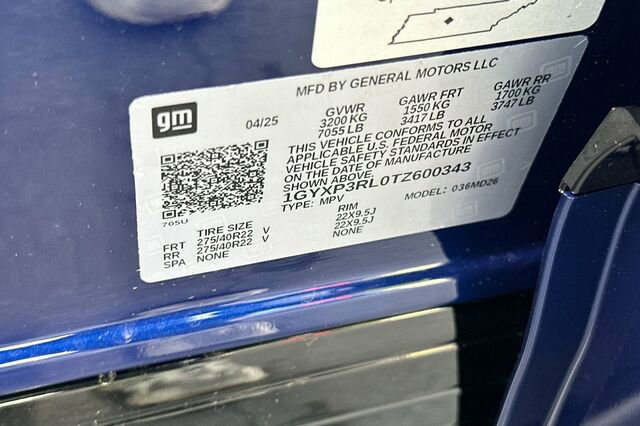 MFD BY GENERAL MOTORS LLC
gm
04/25
GVWR
3200 KG
7055 LB
GAWR FRT
1550 KG
3417 LB
GAWR RR
1700 KG
3747 LB
THIS VEHICLE CONFORMS TO ALL
APPLICABLE U.S. FEDERAL MOTOR
VEHICLE SAFETY STANDARDS IN EFFECT
ON THE DATE OF MANUFACTURE
SHOWN ABOVE.
1GYXP3RL0TZ600343
TYPE: MPV
MODEL: 036MD26
705U
TIRE SIZE
RIM
FRT 275/40R22 V 22X9.5J
RR 275/40R22 V 22X9.5J
SPA NONE NONE